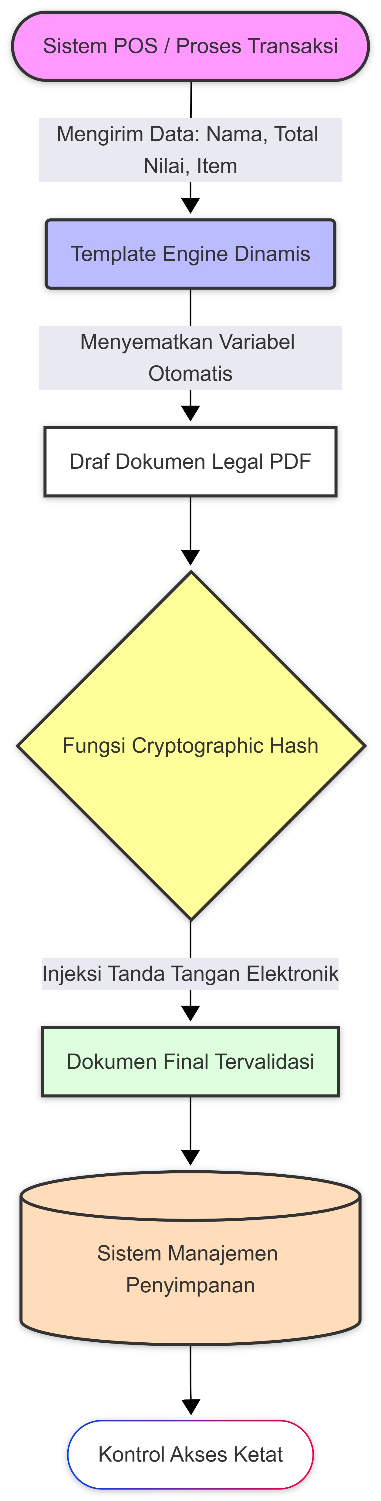 Sistem POS / Proses Transaksi
Mengirim Data: Nama, Total
Nilai, Item
Template Engine Dinamis
Menyematkan Variabel
Otomatis
Draf Dokumen Legal PDF
Fungsi Cryptographic Hash
Injeksi Tanda Tangan Elektronik
Dokumen Final Tervalidasi
Sistem Manajemen
Penyimpanan
Kontrol Akses Ketat